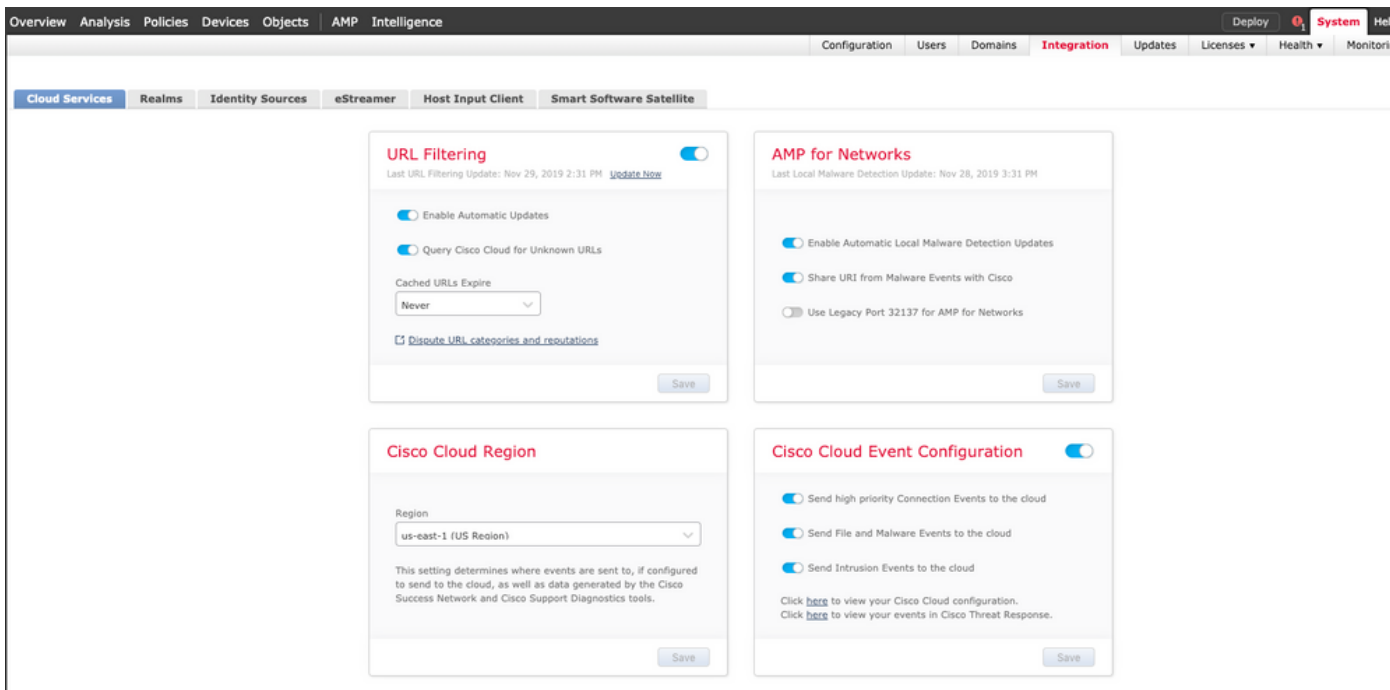 Overview Analysis Policies Devices Objects AMP Intelligence Deploy 1 System
Configuration Users Domains Integration Updates Licenses Health
Cloud Services Realms Identity Sources eStreamer Host Input Client Smart Software Satellite
URL Filtering
Last URL Filtering Update: Nov 29, 2019 2:31 PM Update Now
Enable Automatic Updates
Query Cisco Cloud for Unknown URLs
Cached URLs Expire
Never
Dispute URL categories and reputations
Save
AMP for Networks
Last Local Malware Detection Update: Nov 28, 2019 3:31 PM
Enable Automatic Local Malware Detection Updates
Share URI from Malware Events with Cisco
Use Legacy Port 32137 for AMP for Networks
Save
Cisco Cloud Region
Region
us-east-1 (US Region)
This setting determines where events are sent to, if configured
to send to the cloud, as well as data generated by the Cisco
Success Network and Cisco Support Diagnostics tools.
Save
Cisco Cloud Event Configuration
Send high priority Connection Events to the cloud
Send File and Malware Events to the cloud
Send Intrusion Events to the cloud
Click here to view your Cisco Cloud configuration.
Click here to view your events in Cisco Threat Response.
Save